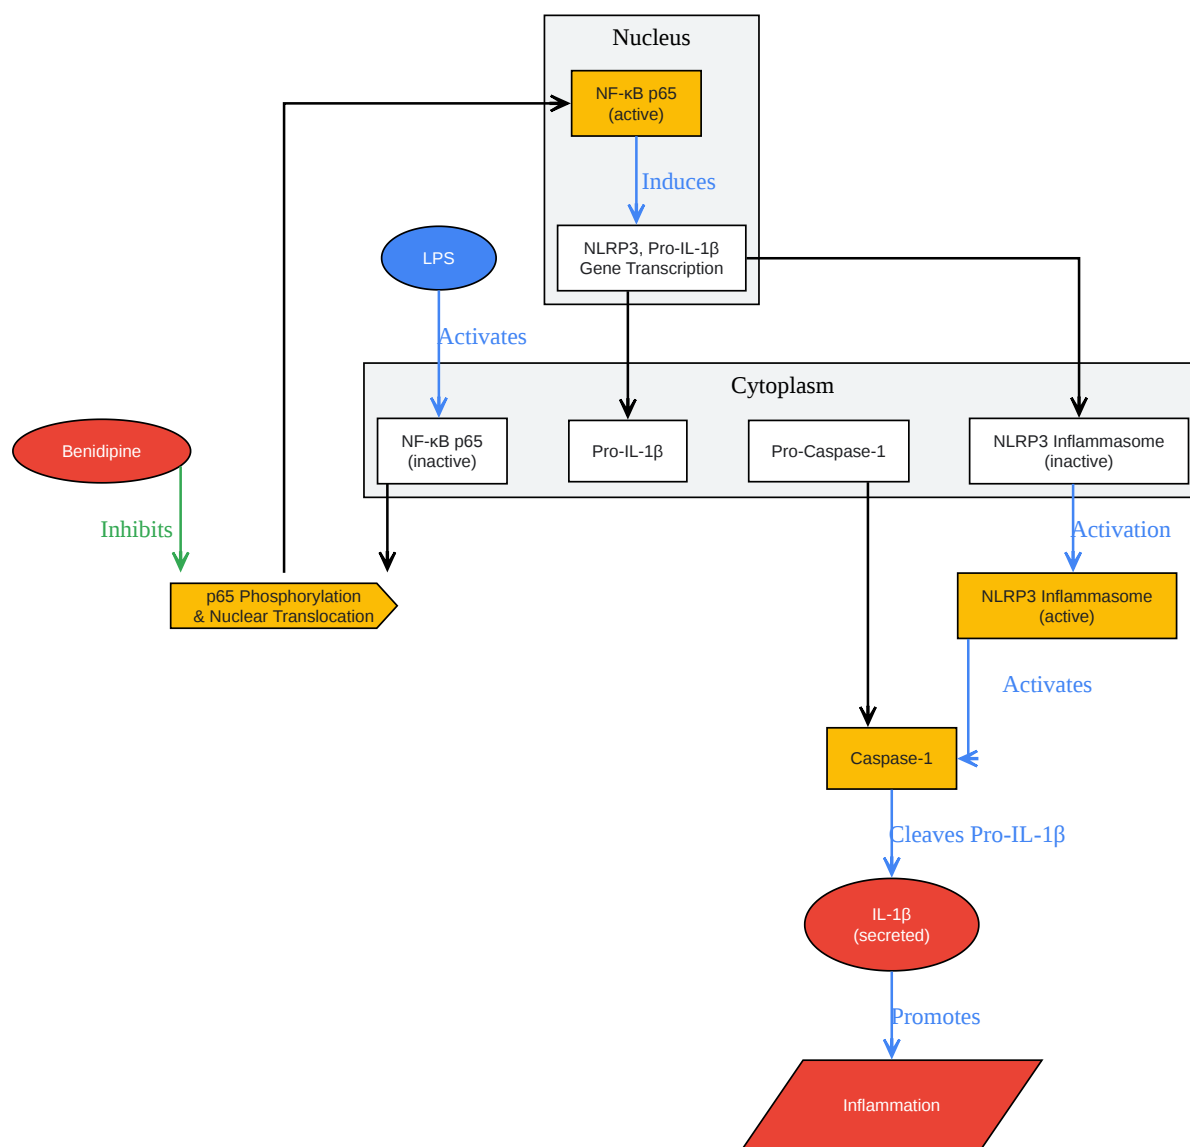 Nucleus
NF-κB p65
(active)
Induces
LPS
NLRP3, Pro-IL-1β
Gene Transcription
Activates
Cytoplasm
Benidipine
NF-κB p65
(inactive)
Pro-IL-1β
Pro-Caspase-1
NLRP3 Inflammasome
(inactive)
Inhibits
Activation
p65 Phosphorylation
& Nuclear Translocation
NLRP3 Inflammasome
(active)
Activates
Caspase-1
Cleaves Pro-IL-1β
IL-1β
(secreted)
Promotes
Inflammation